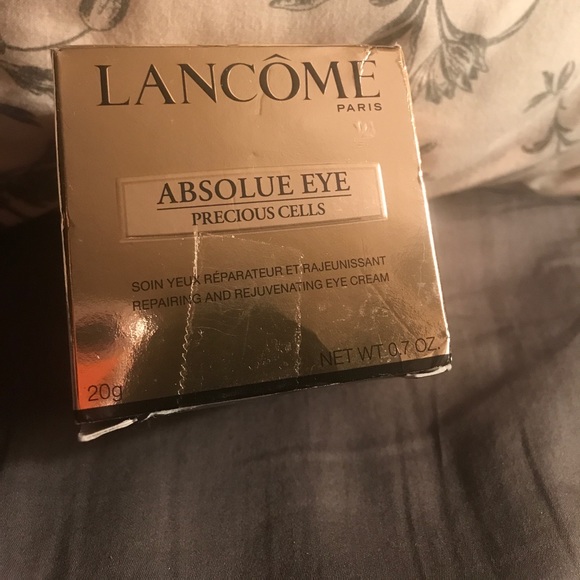 LANCÔME
PARIS
ABSOLUE EYE
PRECIOUS CELLS
SOIN YEUX RÉPARATEUR ET RAJEUNISSANT
REPAIRING AND REJUVENATING EYE CREAM
20g
NET WT 0.7 OZ.